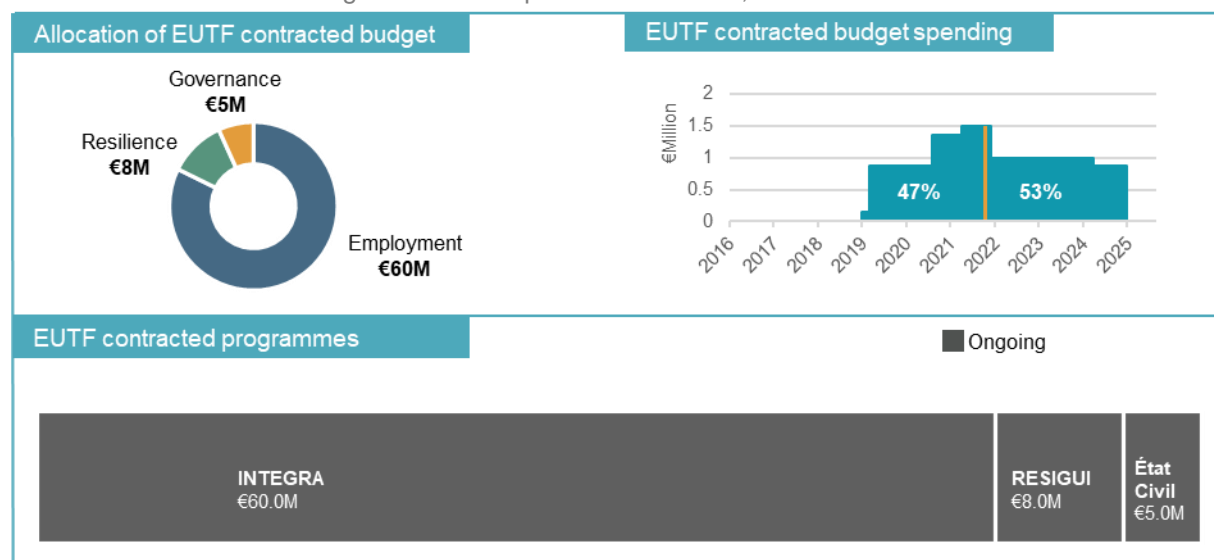 Allocation of EUTF contracted budget
Governance
€5M
Resilience
€8M
Employment
€60M
EUTF contracted budget spending
€Million
2
1.5
1
0.5
0
47%
53%
2016
2017
2018
2019
2020
2021
2022
2023
2024
2025
EUTF contracted programmes
Ongoing
INTEGRA
€60.0M
RESIGUI
€8.0M
État
Civil
€5.0M